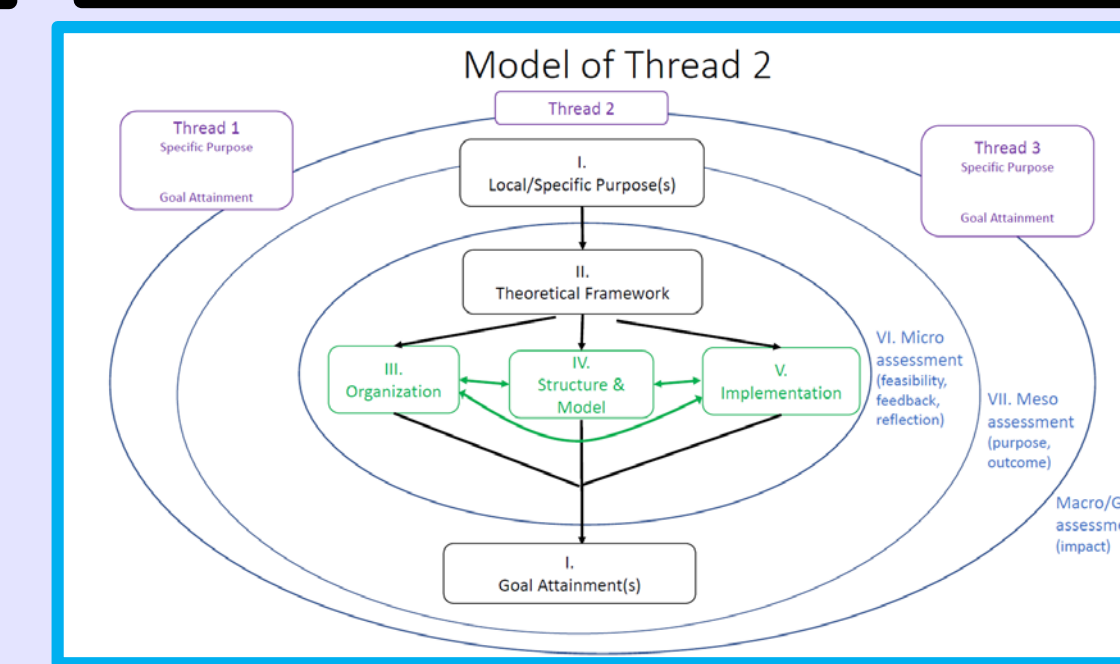 Model of Thread 2
Thread 2
Thread 1
Specific Purpose
Goal Attainment
Thread 3
Specific Purpose
Goal Attainment
I.
Local/Specific Purpose(s)
II.
Theoretical Framework
III.
Organization
IV.
Structure &
Model
V.
Implementation
VI. Micro
assessment
(feasibility,
feedback,
reflection)
VII. Meso
assessment
(purpose,
outcome)
(impact)
I.
Goal Attainment(s)